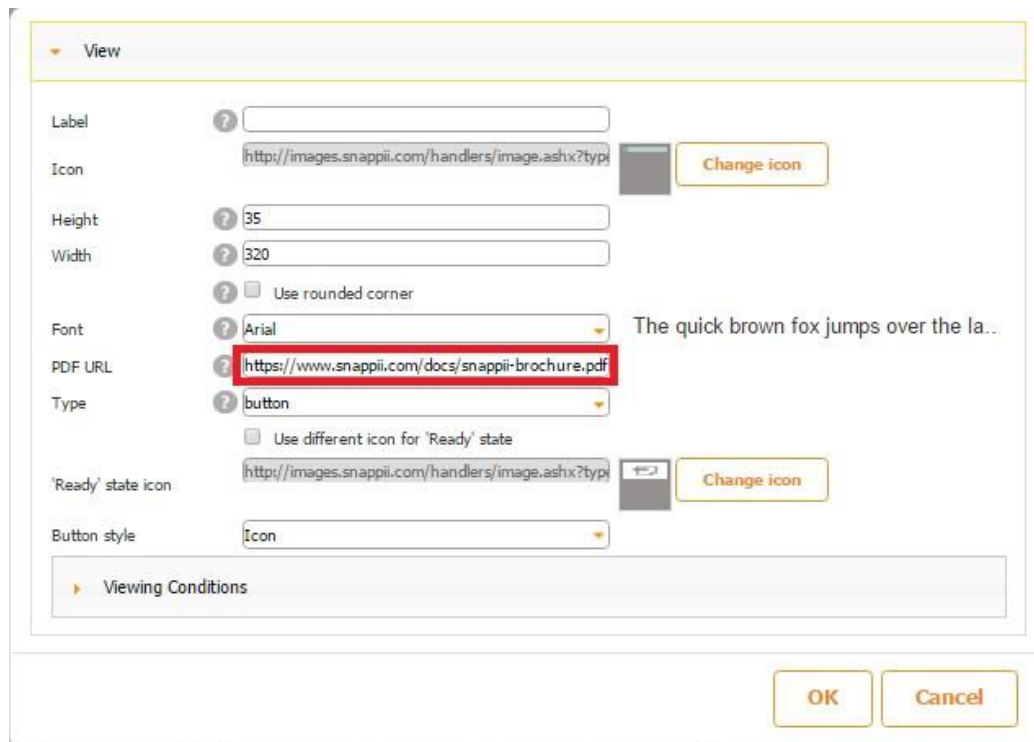 View
Label ?
Icon http://images.snappii.com/handlers/image.ashx?type Change icon
Height ? 35
Width ? 320
? Use rounded corner
Font ? Arial The quick brown fox jumps over the la..
PDF URL ? https://www.snappii.com/docs/snappii-brochure.pdf
Type ? button
Use different icon for 'Ready' state
'Ready' state icon http://images.snappii.com/handlers/image.ashx?type Change icon
Button style Icon
Viewing Conditions
OK Cancel